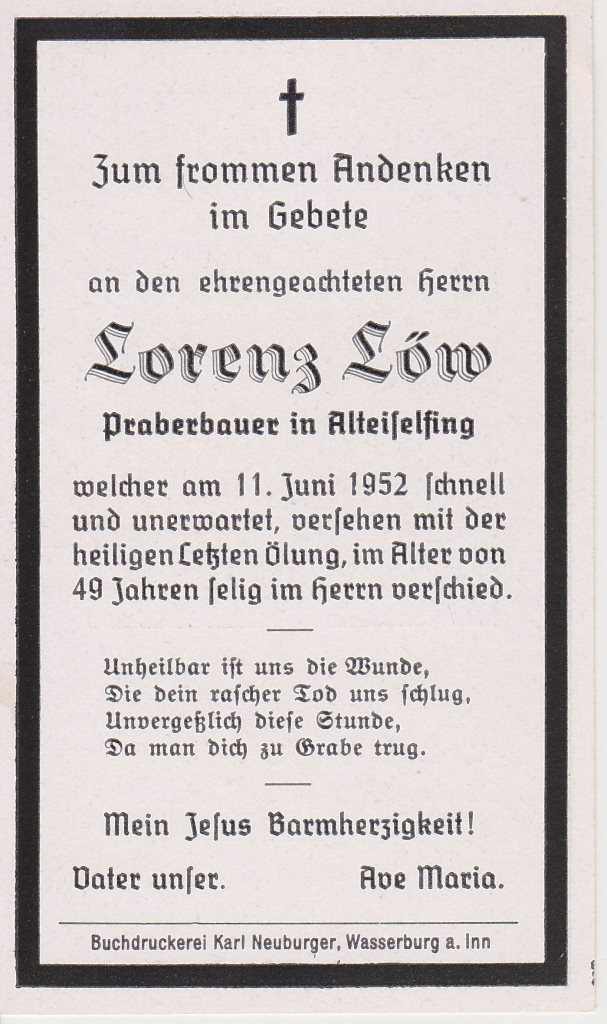 Zum frommen Andenken
im Gebete
an den ehrengeachteten Herrn
Lorenz Löw
Praberbauer in Alteiselfing
welcher am 11. Juni 1952 schnell
und unerwartet, versehen mit der
heiligen Letzten Ölung, im Alter von
49 Jahren selig im Herrn verschied.
Unheilbar ist uns die Wunde,
Die dein rascher Tod uns schlug,
Unvergeßlich diese Stunde,
Da man dich zu Grabe trug.
Mein Jesus Barmherzigkeit!
Vater unser. Ave Maria.
Buchdruckerei Karl Neuburger, Wasserburg a. Inn